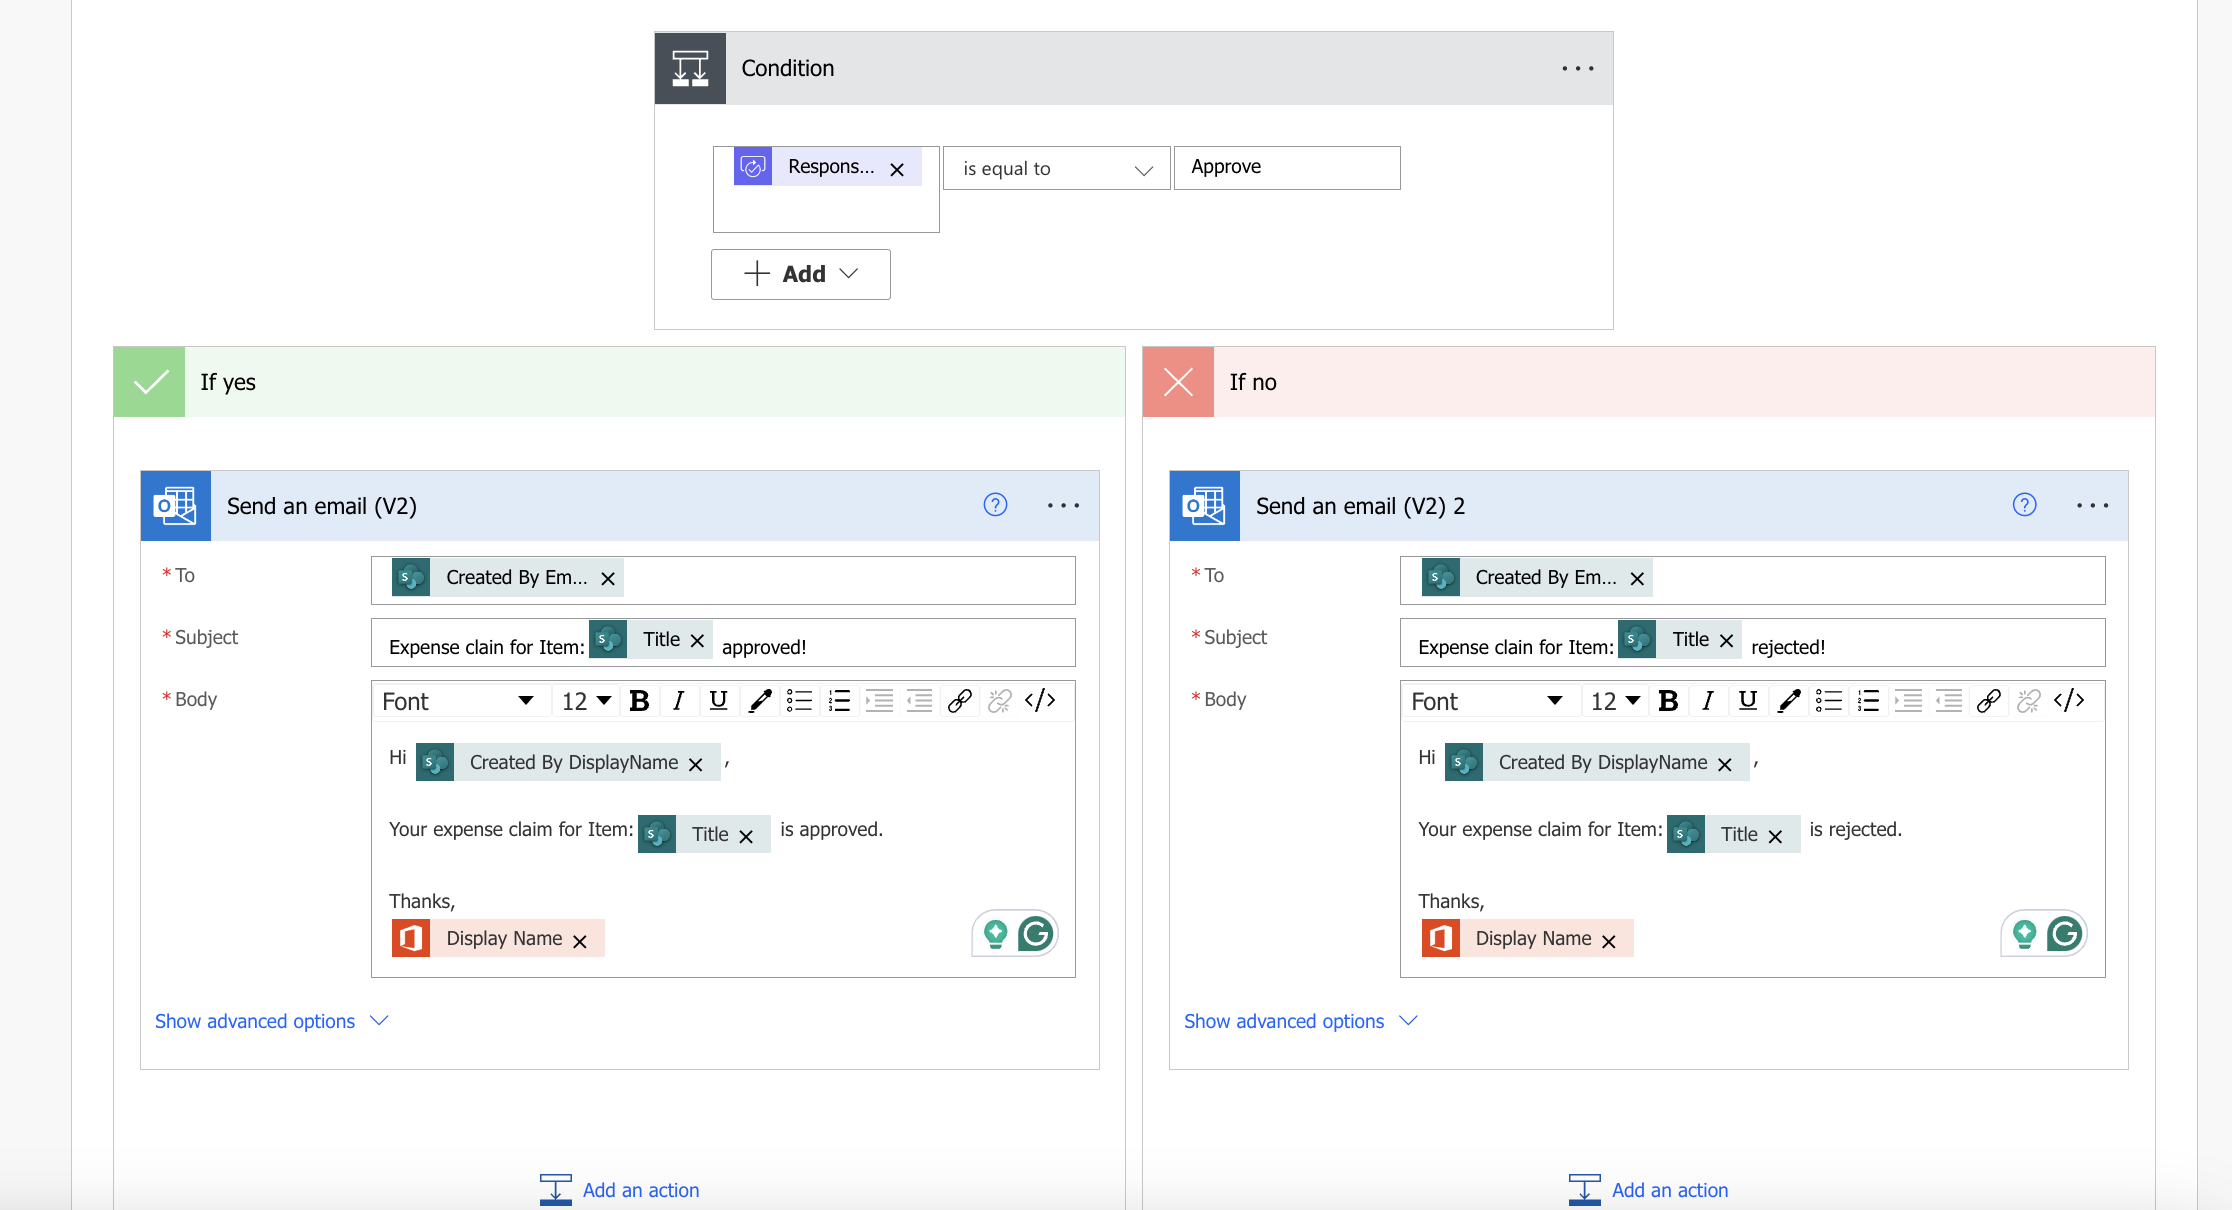 Condition
Respons...
is equal to
Approve
Add
If yes
Send an email (V2)
* To
Created By Em...
* Subject
Expense clain for Item: Title approved!
* Body
Font 12 B I U </>
Hi Created By DisplayName ,
Your expense claim for Item: Title is approved.
Thanks,
Display Name
Show advanced options
Add an action
If no
Send an email (V2) 2
* To
Created By Em...
* Subject
Expense clain for Item: Title rejected!
* Body
Font 12 B I U </>
Hi Created By DisplayName ,
Your expense claim for Item: Title is rejected.
Thanks,
Display Name
Show advanced options
Add an action